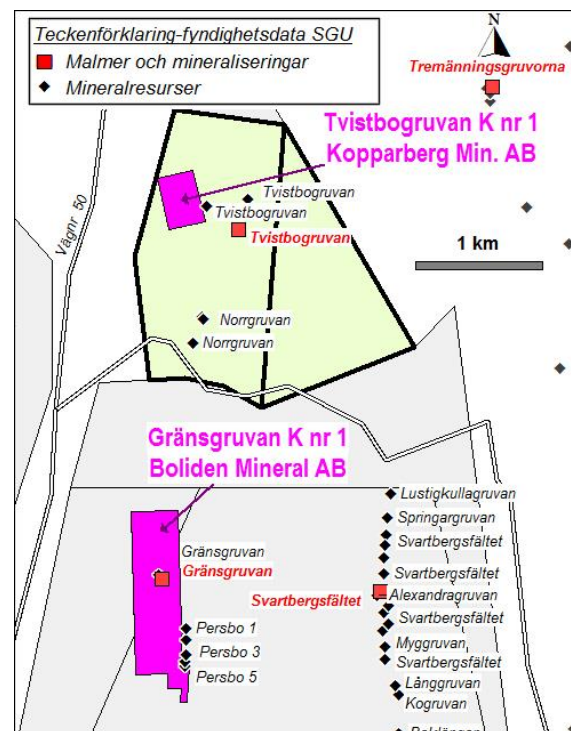 Teckenförklaring-fyndighetsdata SGU
Malmer och mineraliseringar
Mineralresurser
N
Tremänningsgruvorna
Tvistbogruvan K nr 1
Kopparberg Min. AB
Vägnr 50
Tvistbogruvan
Tvistbogruvan
Tvistbogruvan
1 km
Norrgruvan
Norrgruvan
Gränsgruvan K nr 1
Boliden Mineral AB
Lustigkullagruvan
Springargruvan
Svartbergsfältet
Gränsgruvan
Gränsgruvan
Svartbergsfältet
Svartbergsfältet
Alexandragruvan
Svartbergsfältet
Persbo 1
Myggruvan
Persbo 3
Svartbergsfältet
Persbo 5
Långgruvan
Kogruvan